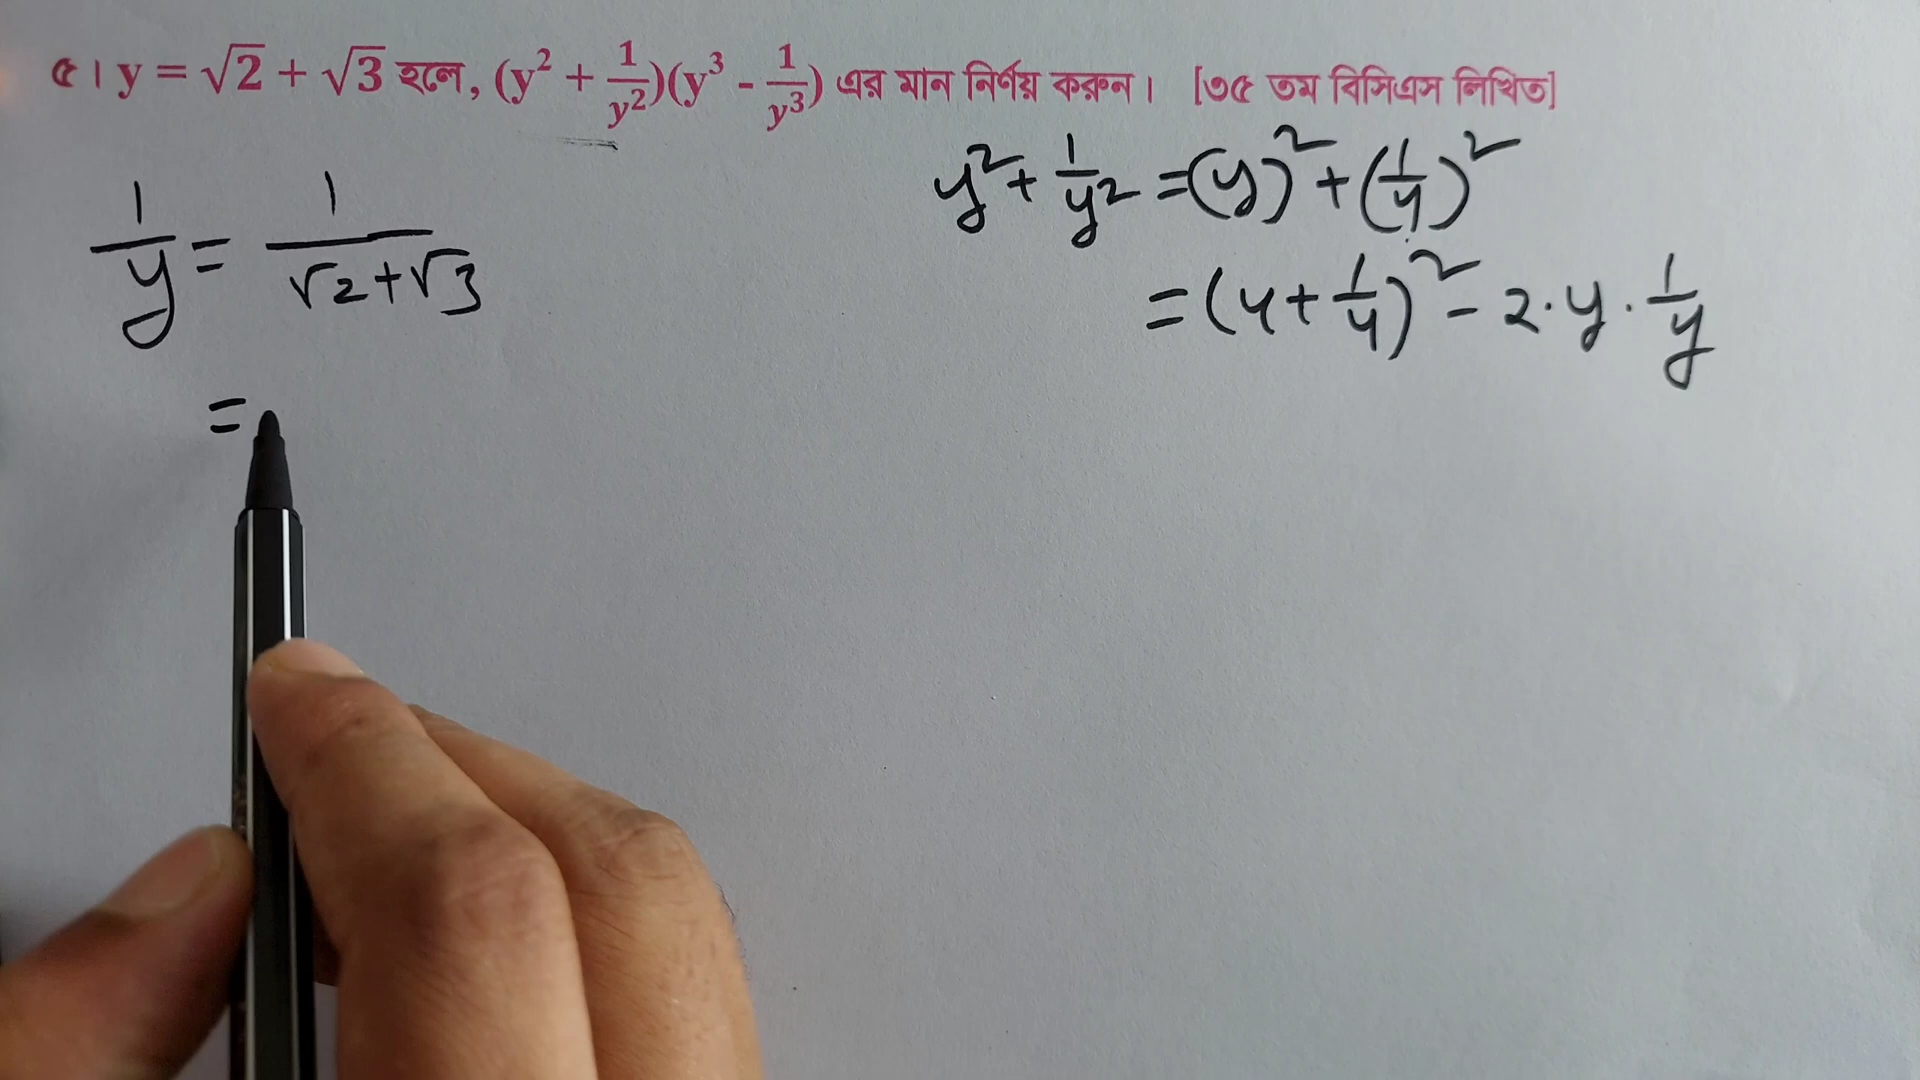 ৫। y = √2 + √3 হলে, (y² + 1/y²)(y³ - 1/y³) এর মান নির্ণয় করুন। [৩৫ তম বিসিএস লিখিত]
y² + 1/y² = (y)² + (1/y)²
1/y = 1/(√2+√3)
= (y + 1/y)² - 2·y·1/y
=